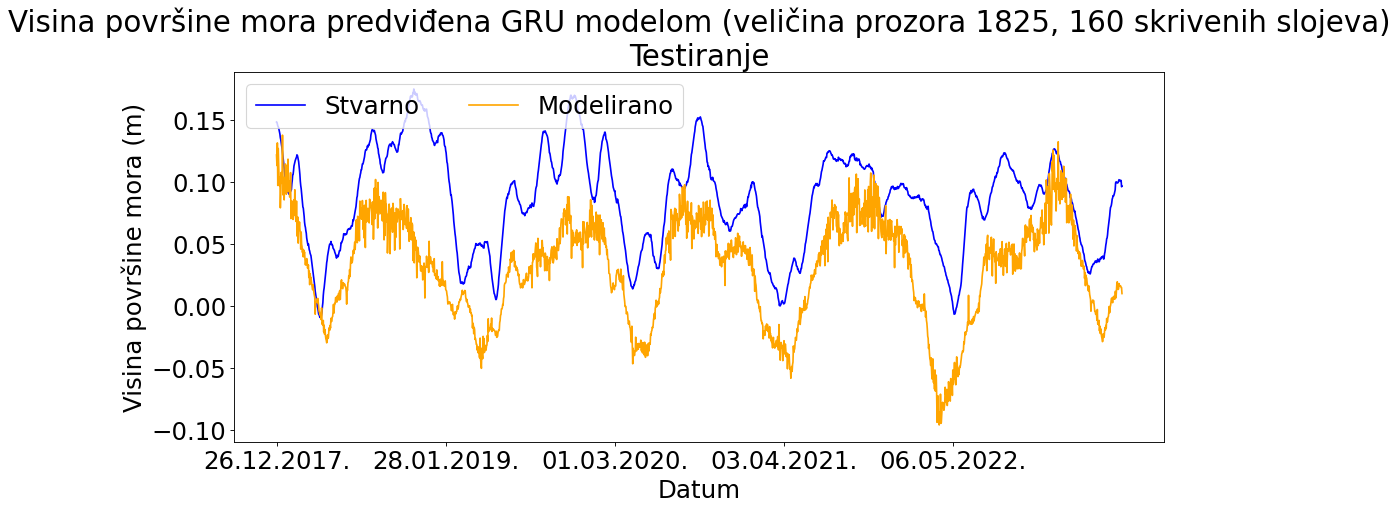 Visina površine mora predviđena GRU modelom (veličina prozora 1825, 160 skrivenih slojeva)
Testiranje
Stvarno
Modelirano
Visina površine mora (m)
0.15
0.10
0.05
0.00
−0.05
−0.10
26.12.2017.
28.01.2019.
01.03.2020.
03.04.2021.
06.05.2022.
Datum